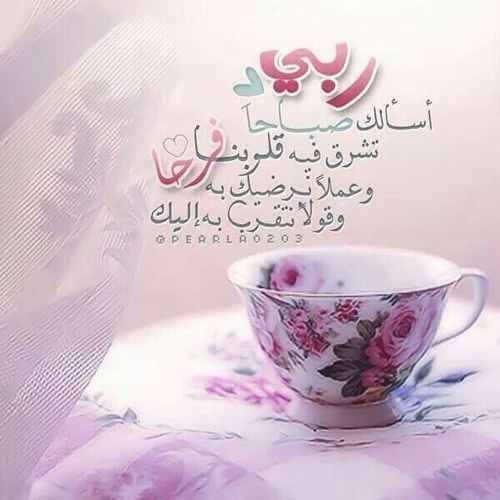 ربي
أسألك صباحاً
تشرق فيه قلوبنا فرحا
وعملاً نرضيك به
وقولاً نتقرب به إليك
@PEARLA0203